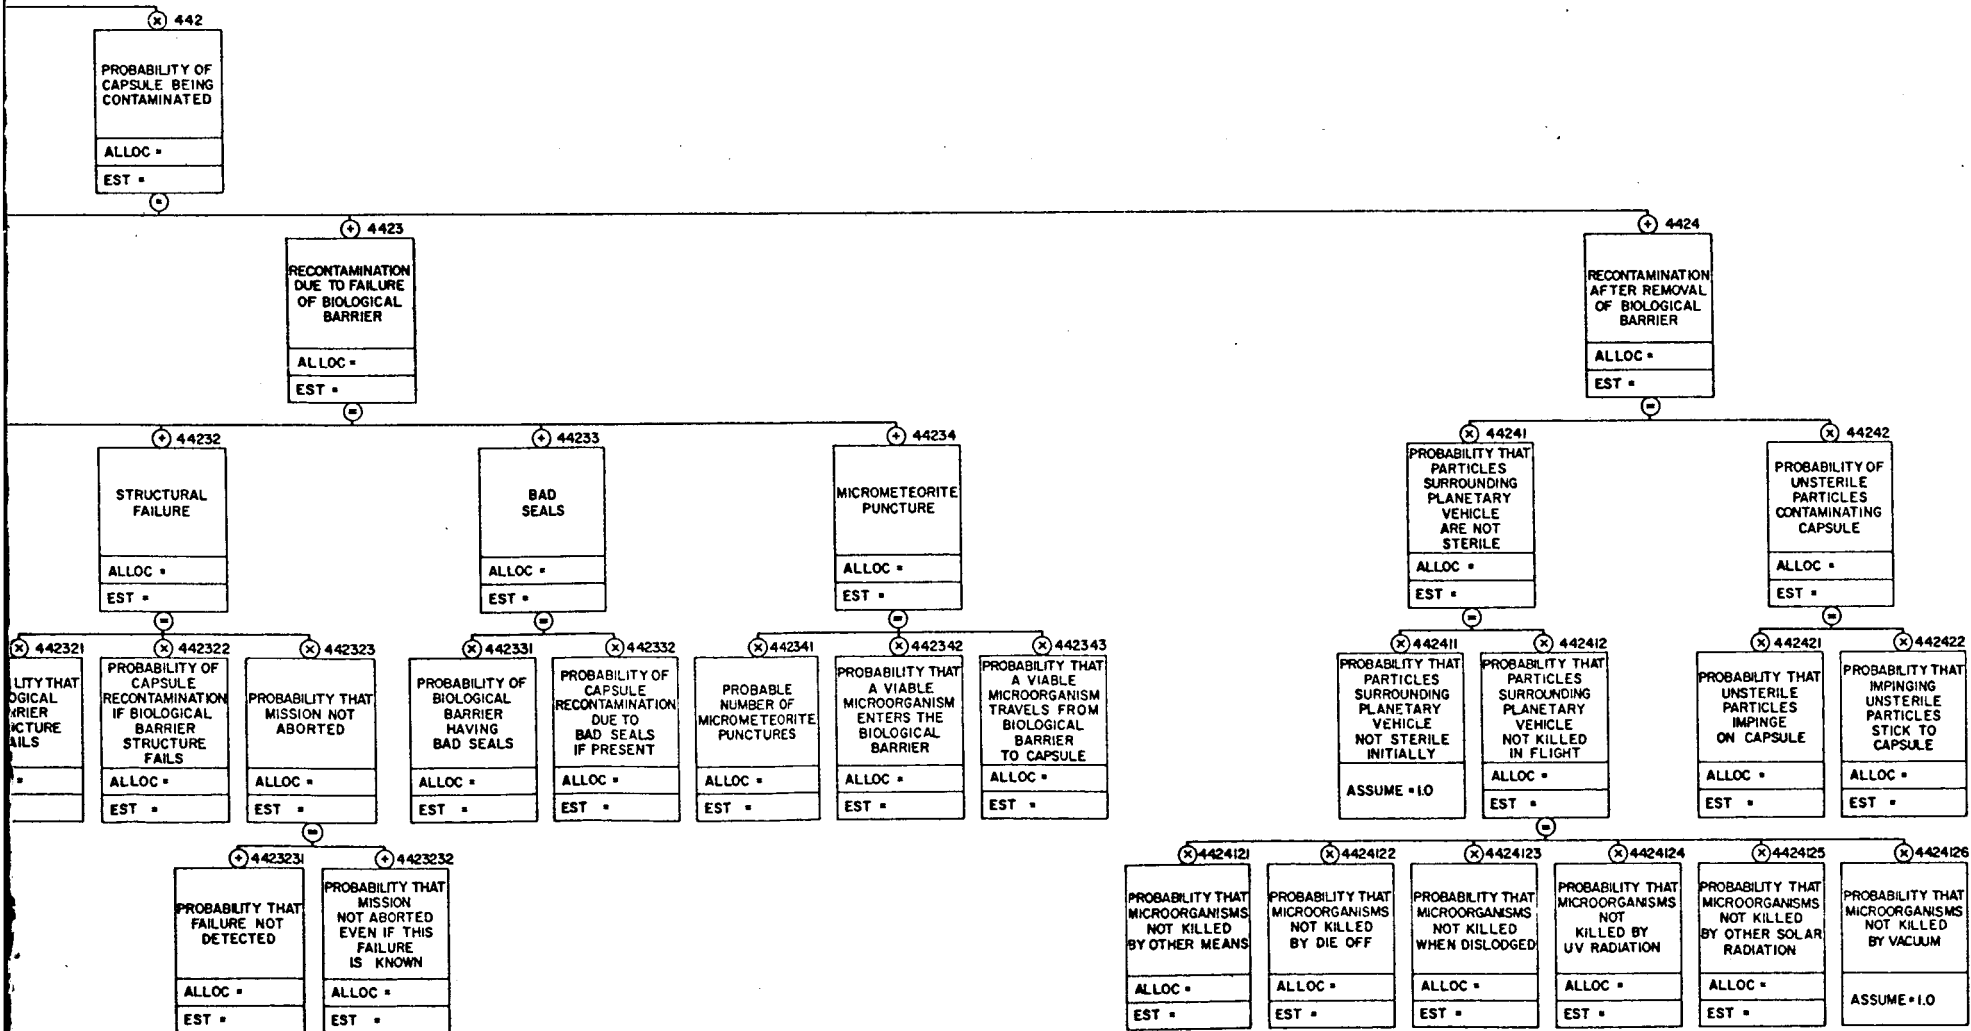 442
PROBABILITY OF
CAPSULE BEING
CONTAMINATED
ALLOC =
EST =
4423
RECONTAMINATION
DUE TO FAILURE
OF BIOLOGICAL
BARRIER
ALLOC =
EST =
4424
RECONTAMINATION
AFTER REMOVAL
OF BIOLOGICAL
BARRIER
ALLOC =
EST =
44232
STRUCTURAL
FAILURE
ALLOC =
EST =
44233
BAD
SEALS
ALLOC =
EST =
44234
MICROMETEORITE
PUNCTURE
ALLOC =
EST =
44241
PROBABILITY THAT
PARTICLES
SURROUNDING
PLANETARY
VEHICLE
ARE NOT
STERILE
ALLOC =
EST =
44242
PROBABILITY OF
UNSTERILE
PARTICLES
CONTAMINATING
CAPSULE
ALLOC =
EST =
442321
LITY THAT
OGICAL
RRIER
ICTURE
AILS
=
442322
PROBABILITY OF
CAPSULE
RECONTAMINATION
IF BIOLOGICAL
BARRIER
STRUCTURE
FAILS
ALLOC =
EST =
442323
PROBABILITY THAT
MISSION NOT
ABORTED
ALLOC =
EST =
442331
PROBABILITY OF
BIOLOGICAL
BARRIER
HAVING
BAD SEALS
ALLOC =
EST =
442332
PROBABILITY OF
CAPSULE
RECONTAMINATION
DUE TO
BAD SEALS
IF PRESENT
ALLOC =
EST =
442341
PROBABLE
NUMBER OF
MICROMETEORITE
PUNCTURES
ALLOC =
EST =
442342
PROBABILITY THAT
A VIABLE
MICROORGANISM
ENTERS THE
BIOLOGICAL
BARRIER
ALLOC =
EST =
442343
PROBABILITY THAT
A VIABLE
MICROORGANISM
TRAVELS FROM
BIOLOGICAL
BARRIER
TO CAPSULE
ALLOC =
EST =
442411
PROBABILITY THAT
PARTICLES
SURROUNDING
PLANETARY
VEHICLE
NOT STERILE
INITIALLY
ASSUME = 1.0
442412
PROBABILITY THAT
PARTICLES
SURROUNDING
PLANETARY
VEHICLE
NOT KILLED
IN FLIGHT
ALLOC =
EST =
442421
PROBABILITY THAT
UNSTERILE
PARTICLES
IMPINGE
ON CAPSULE
ALLOC =
EST =
442422
PROBABILITY THAT
IMPINGING
UNSTERILE
PARTICLES
STICK TO
CAPSULE
ALLOC =
EST =
4423231
PROBABILITY THAT
FAILURE NOT
DETECTED
ALLOC =
EST =
4423232
PROBABILITY THAT
MISSION
NOT ABORTED
EVEN IF THIS
FAILURE
IS KNOWN
ALLOC =
EST =
4424121
PROBABILITY THAT
MICROORGANISMS
NOT KILLED
BY OTHER MEANS
ALLOC =
EST =
4424122
PROBABILITY THAT
MICROORGANISMS
NOT KILLED
BY DIE OFF
ALLOC =
EST =
4424123
PROBABILITY THAT
MICROORGANISMS
NOT KILLED
WHEN DISLODGED
ALLOC =
EST =
4424124
PROBABILITY THAT
MICROORGANISMS
NOT
KILLED BY
UV RADIATION
ALLOC =
EST =
4424125
PROBABILITY THAT
MICROORGANISMS
NOT KILLED
BY OTHER SOLAR
RADIATION
ALLOC =
EST =
4424126
PROBABILITY THAT
MICROORGANISMS
NOT KILLED
BY VACUUM
ASSUME = 1.0